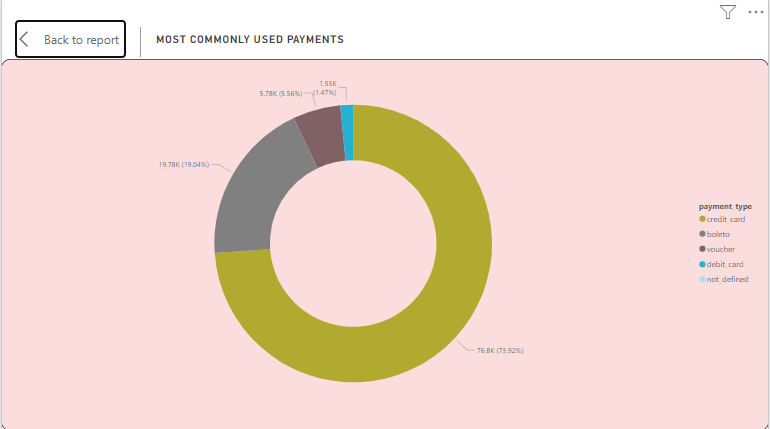 Back to report
MOST COMMONLY USED PAYMENTS
1.53K
(1.47%)
5.78K (5.56%)
19.78K (19.04%)
payment_type
credit_card
boleto
voucher
debit_card
not_defined
76.8K (73.92%)